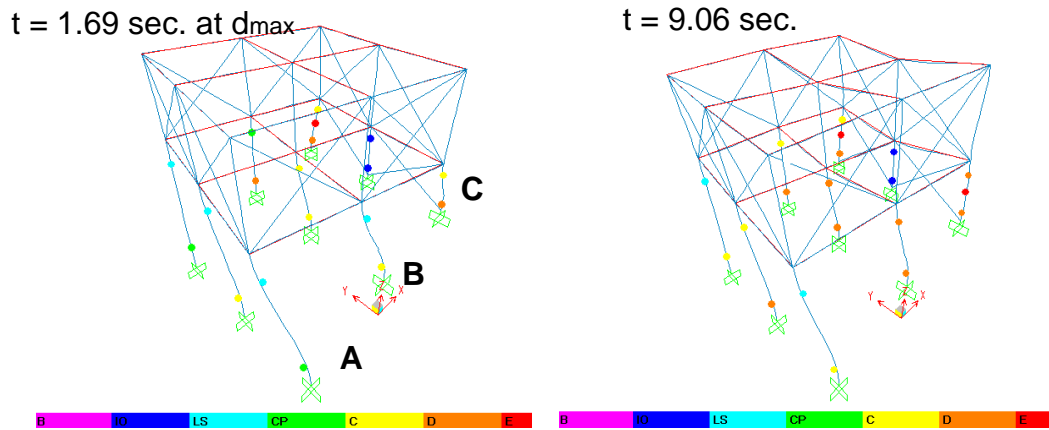 t = 1.69 sec. at dmax
t = 9.06 sec.
C
B
A
Y
Z
X
Y
Z
X
B IO LS CP C D E
B IO LS CP C D E